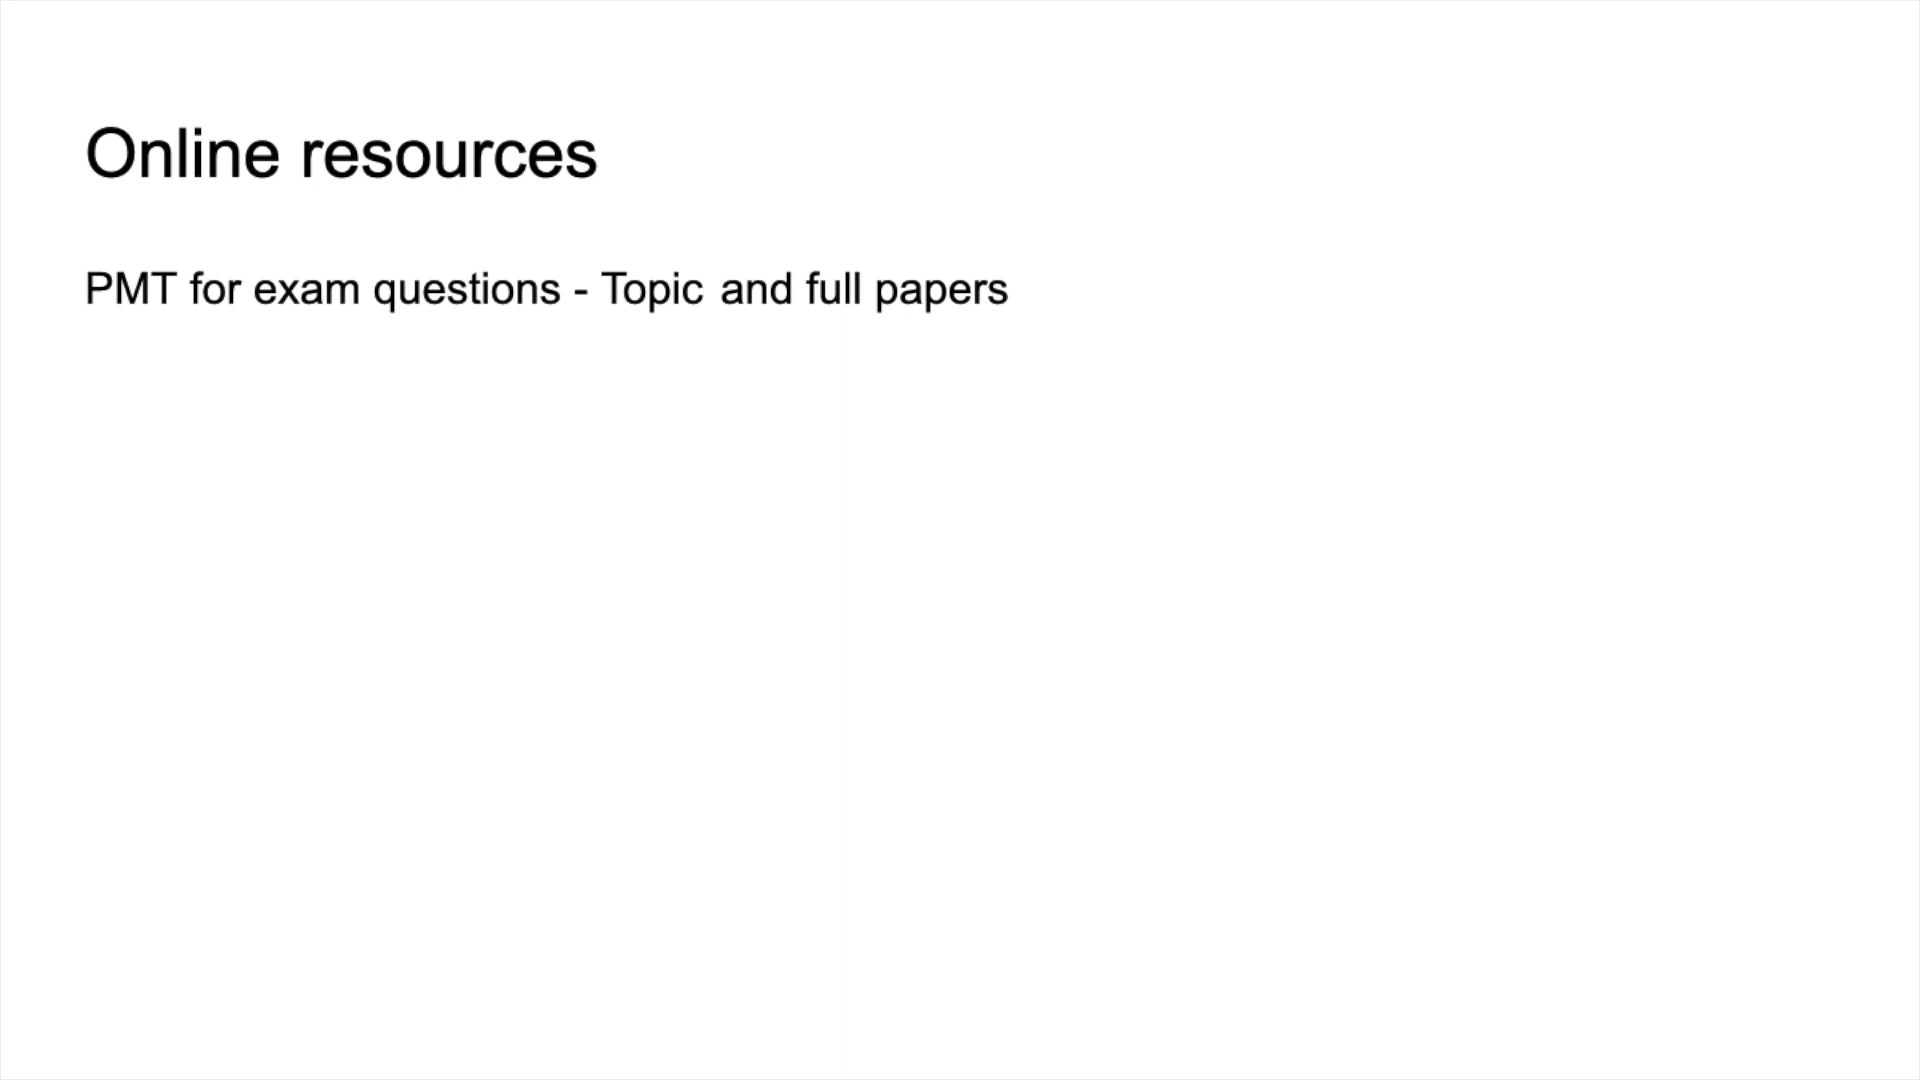 Online resources
PMT for exam questions - Topic and full papers